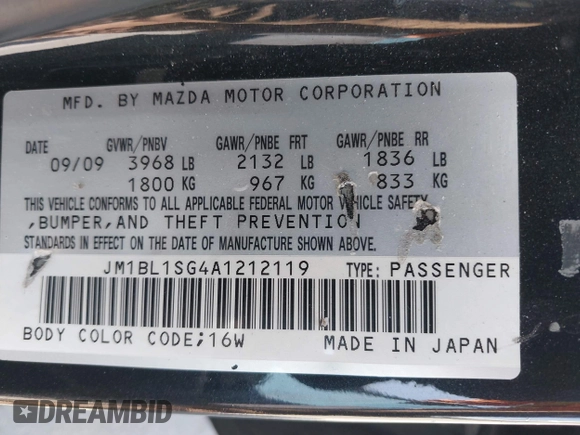 MFD. BY MAZDA MOTOR CORPORATION
DATE GVWR/PNBV GAWR/PNBE FRT GAWR/PNBE RR
09/09 3968 LB 2132 LB 1836 LB
1800 KG 967 KG 833 KG
THIS VEHICLE CONFORMS TO ALL APPLICABLE FEDERAL MOTOR VEHICLE SAFETY
,BUMPER,AND THEFT PREVENTION
STANDARDS IN EFFECT ON THE DATE OF MANUFACTURE SHOWN ABOVE.
JM1BL1SG4A1212119 TYPE: PASSENGER
BODY COLOR CODE;16W MADE IN JAPAN
DREAMBID